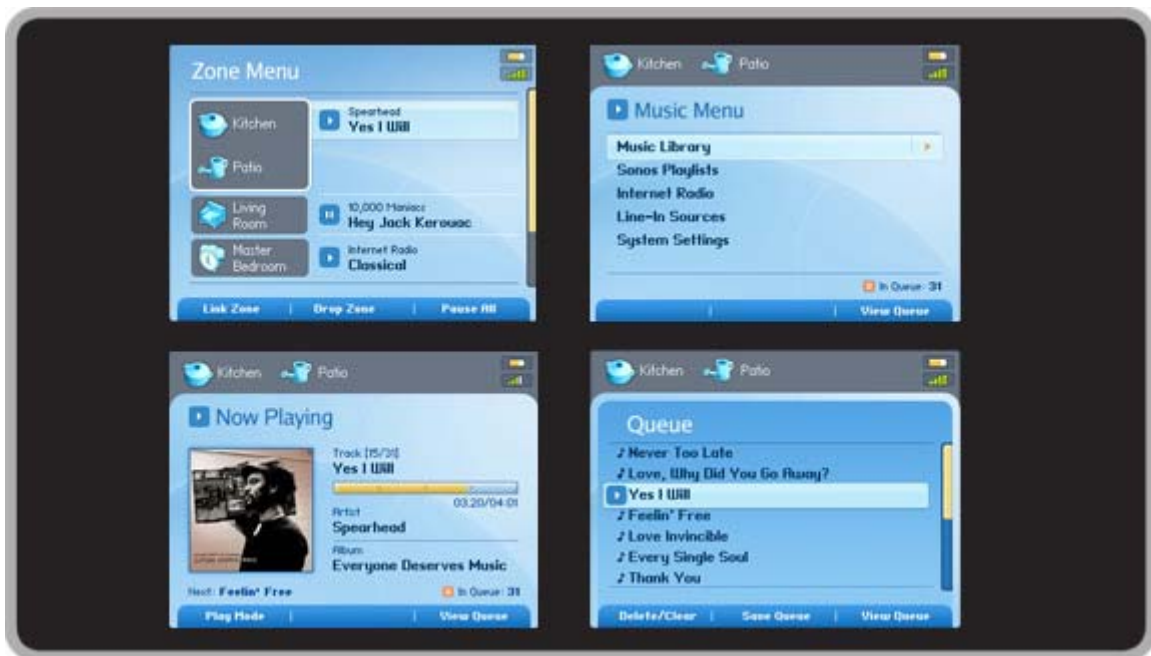 Zone Menu
Kitchen
Patio
Spearhead
Yes I Will
Living
Room
10,000 Maniacs
Hey Jack Kerouac
Master
Bedroom
Internet Radio
Classical
Link Zone | Drop Zone | Pause All
Kitchen Patio
Music Menu
Music Library
Sonos Playlists
Internet Radio
Line-In Sources
System Settings
In Queue: 31
View Queue
Kitchen Patio
Now Playing
Track [15/31]
Yes I Will
03:20/04:01
Artist
Spearhead
Album
Everyone Deserves Music
Next: Feelin' Free
In Queue: 31
Play Mode | | View Queue
Kitchen Patio
Queue
Never Too Late
Love, Why Did You Go Away?
Yes I Will
Feelin' Free
Love Invincible
Every Single Soul
Thank You
Delete/Clear | Save Queue | View Queue